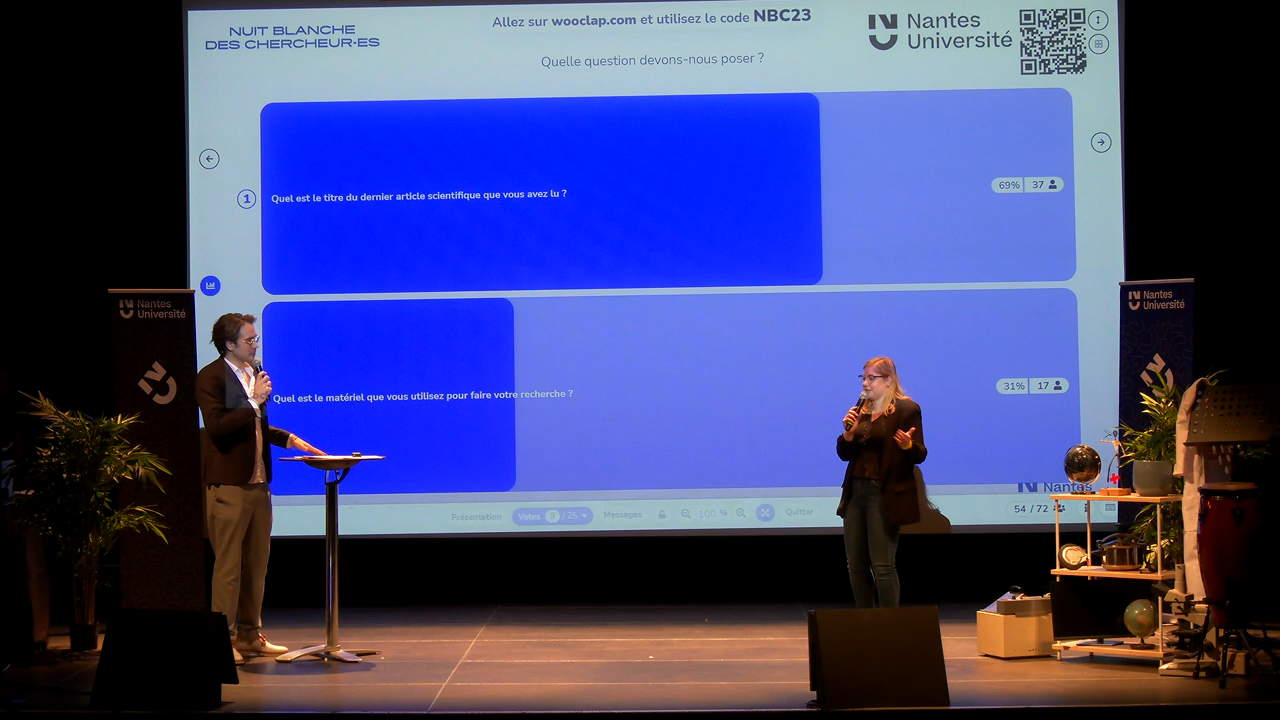 NUIT BLANCHE
DES CHERCHEUR·ES
Allez sur wooclap.com et utilisez le code NBC23
Nantes
Université
Quelle question devons-nous poser ?
1
Quel est le titre du dernier article scientifique que vous avez lu ?
69% 37
Quel est le matériel que vous utilisez pour faire votre recherche ?
31% 17
Nantes
Présentation
Votes
/ 25
Messages
100 %
Quitter
54 / 72
Nantes
Université
Nantes
Université